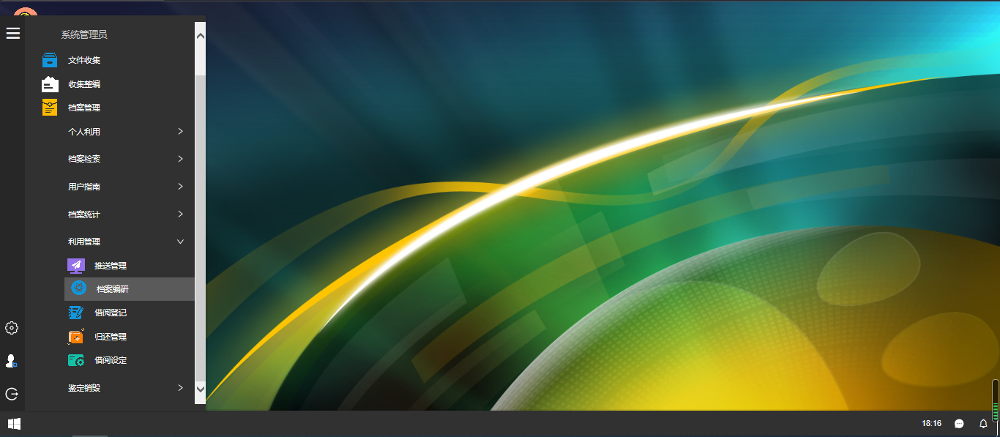 系统管理员
文件收集
收集整编
档案管理
个人利用
档案检索
用户指南
档案统计
利用管理
推送管理
档案编研
借阅登记
归还管理
借阅设定
鉴定销毁
18:16